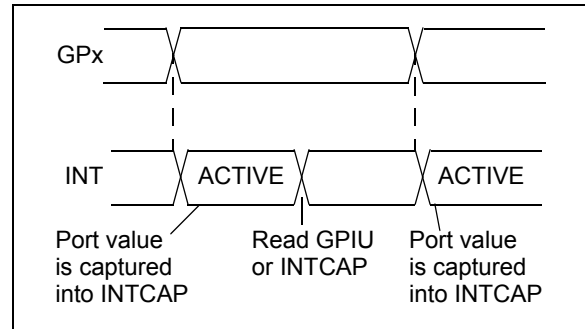 GPx
INT
ACTIVE
ACTIVE
Port value
is captured
into INTCAP
Read GPIU
or INTCAP
Port value
is captured
into INTCAP